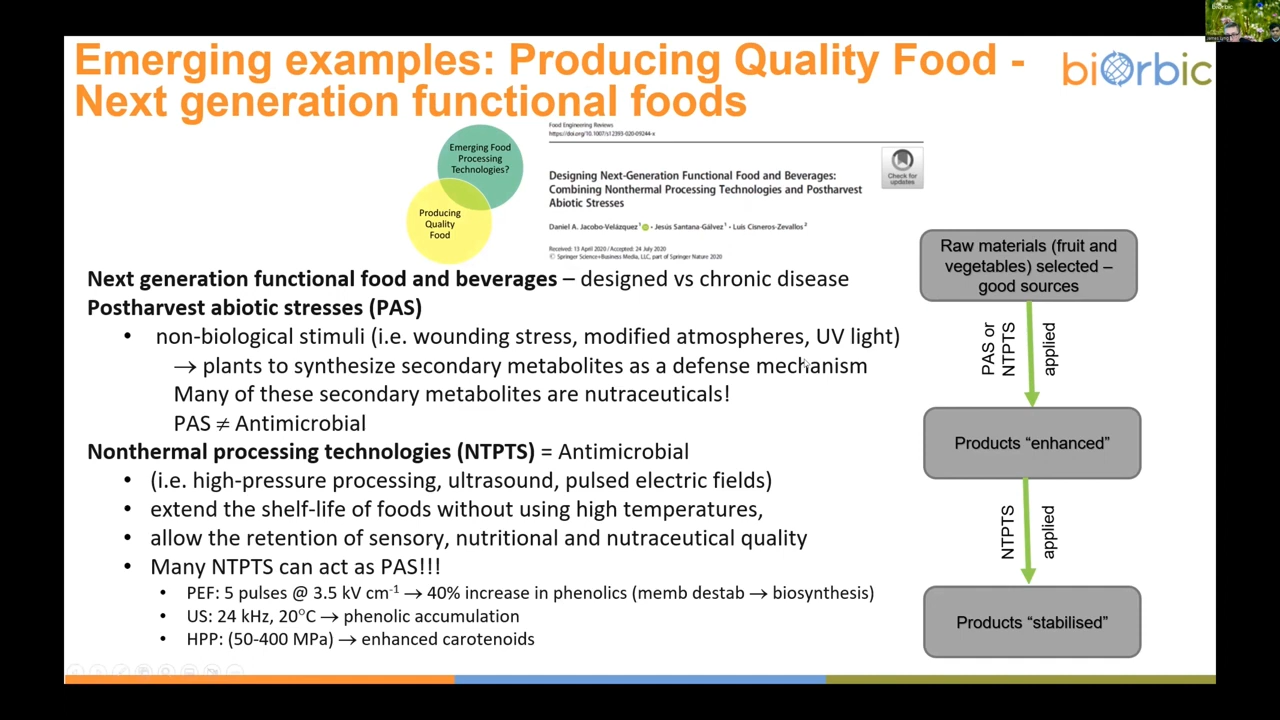 BiOrbic
Emerging examples: Producing Quality Food -
Next generation functional foods
biOrbic
Emerging Food
Processing
Technologies?
Producing
Quality
Food
Food Engineering Reviews
https://doi.org/10.1007/s12393-020-09244-x
Designing Next-Generation Functional Food and Beverages:
Combining Nonthermal Processing Technologies and Postharvest
Abiotic Stresses
Check for
updates
Daniel A. Jacobo-Velázquez 1 · Jesús Santana-Gálvez 1 · Luis Cisneros-Zevallos 2
Received: 13 April 2020 / Accepted: 24 July 2020
© Springer Science+Business Media, LLC, part of Springer Nature 2020
Next generation functional food and beverages – designed vs chronic disease
Postharvest abiotic stresses (PAS)
• non-biological stimuli (i.e. wounding stress, modified atmospheres, UV light)
→ plants to synthesize secondary metabolites as a defense mechanism
Many of these secondary metabolites are nutraceuticals!
PAS ≠ Antimicrobial
Nonthermal processing technologies (NTPTS) = Antimicrobial
• (i.e. high-pressure processing, ultrasound, pulsed electric fields)
• extend the shelf-life of foods without using high temperatures,
• allow the retention of sensory, nutritional and nutraceutical quality
• Many NTPTS can act as PAS!!!
• PEF: 5 pulses @ 3.5 kV cm-1 → 40% increase in phenolics (memb destab → biosynthesis)
• US: 24 kHz, 20°C → phenolic accumulation
• HPP: (50-400 MPa) → enhanced carotenoids
Raw materials (fruit and
vegetables) selected –
good sources
PAS or
NTPTS
applied
Products “enhanced”
NTPTS
applied
Products “stabilised”